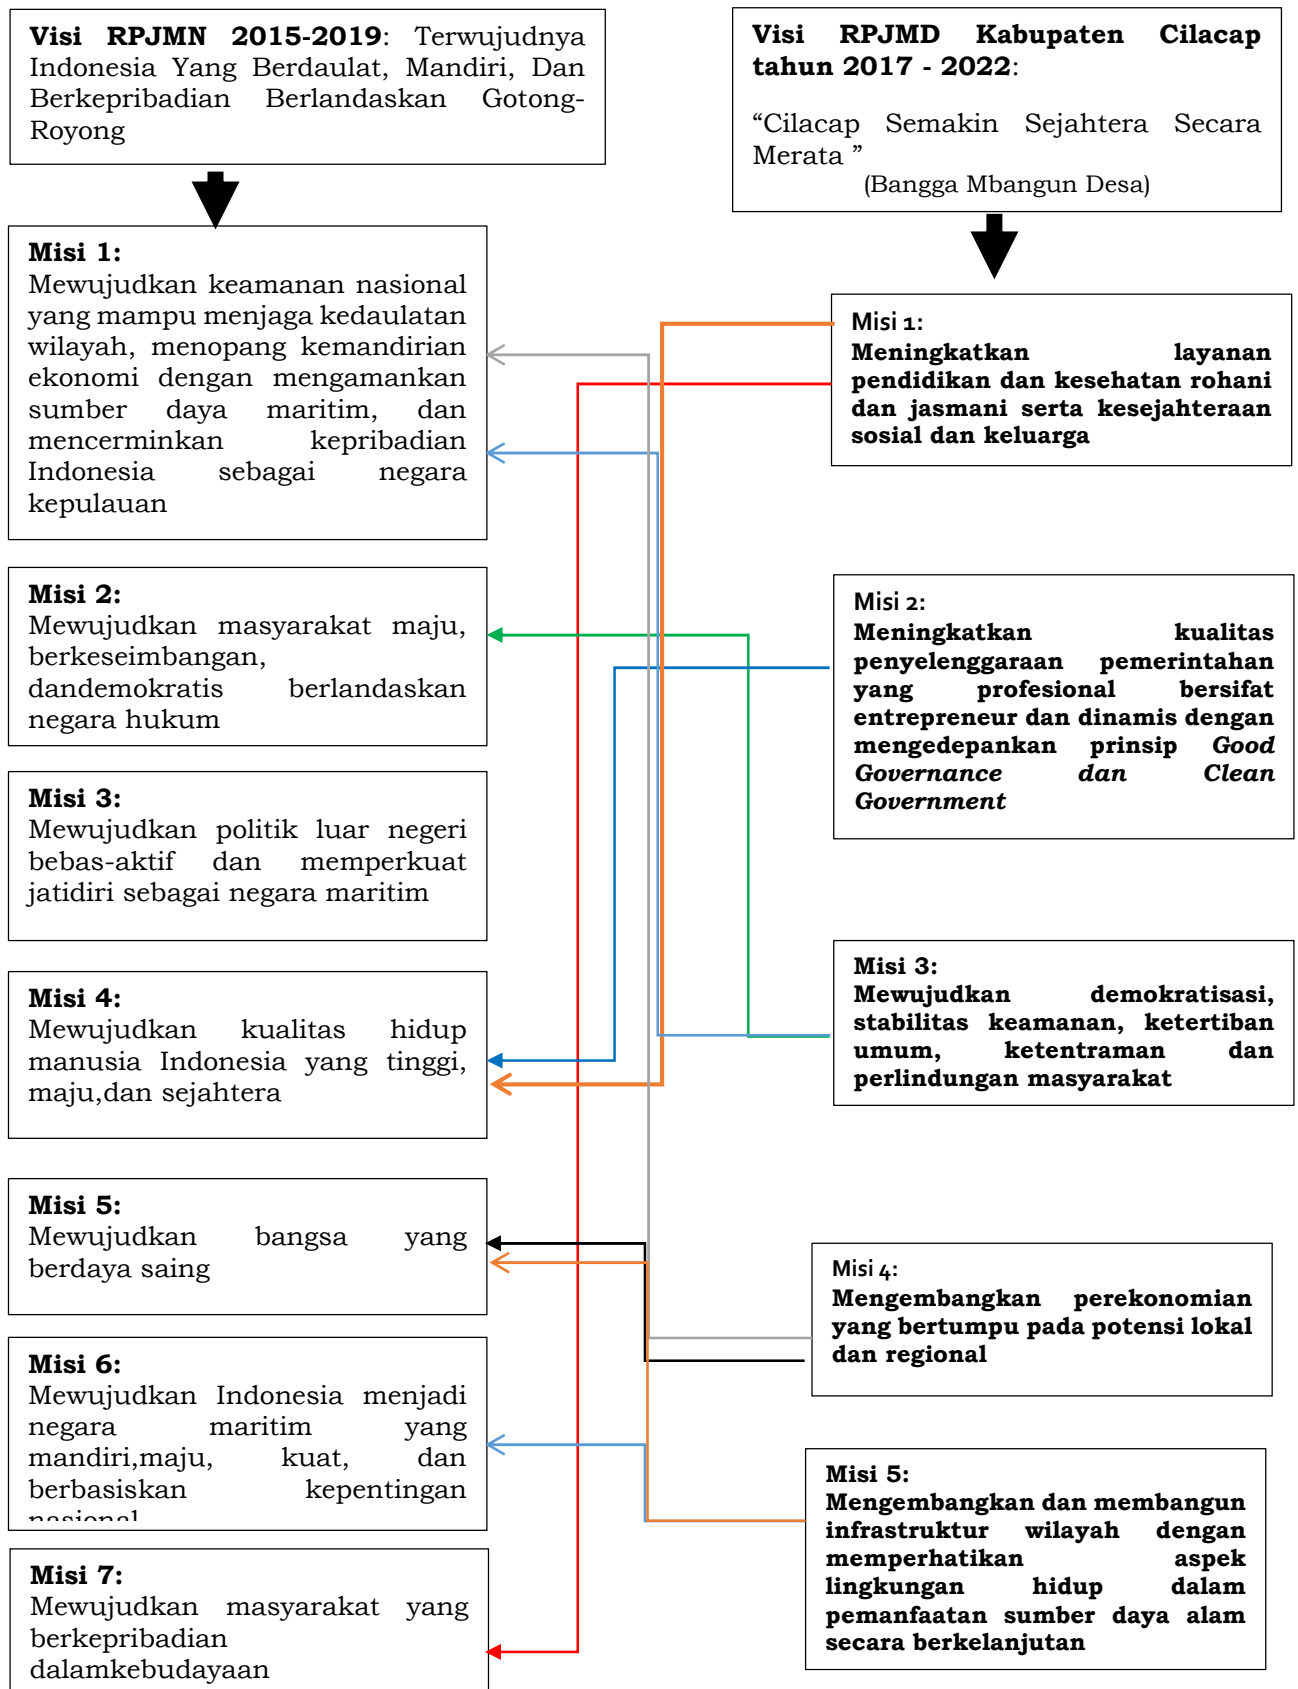 Visi RPJMN 2015-2019: Terwujudnya
Indonesia Yang Berdaulat, Mandiri, Dan
Berkepribadian Berlandaskan Gotong-
Royong
Visi RPJMD Kabupaten Cilacap
tahun 2017 - 2022:
“Cilacap Semakin Sejahtera Secara
Merata ”
(Bangga Mbangun Desa)
Misi 1:
Mewujudkan keamanan nasional
yang mampu menjaga kedaulatan
wilayah, menopang kemandirian
ekonomi dengan mengamankan
sumber daya maritim, dan
mencerminkan kepribadian
Indonesia sebagai negara
kepulauan
Misi 2:
Mewujudkan masyarakat maju,
berkeseimbangan,
dandemokratis berlandaskan
negara hukum
Misi 3:
Mewujudkan politik luar negeri
bebas-aktif dan memperkuat
jatidiri sebagai negara maritim
Misi 4:
Mewujudkan kualitas hidup
manusia Indonesia yang tinggi,
maju,dan sejahtera
Misi 5:
Mewujudkan bangsa yang
berdaya saing
Misi 6:
Mewujudkan Indonesia menjadi
negara maritim yang
mandiri,maju, kuat, dan
berbasiskan kepentingan
nasional
Misi 7:
Mewujudkan masyarakat yang
berkepribadian
dalamkebudayaan
Misi 1:
Meningkatkan layanan
pendidikan dan kesehatan rohani
dan jasmani serta kesejahteraan
sosial dan keluarga
Misi 2:
Meningkatkan kualitas
penyelenggaraan pemerintahan
yang profesional bersifat
entrepreneur dan dinamis dengan
mengedepankan prinsip Good
Governance dan Clean
Government
Misi 3:
Mewujudkan demokratisasi,
stabilitas keamanan, ketertiban
umum, ketentraman dan
perlindungan masyarakat
Misi 4:
Mengembangkan perekonomian
yang bertumpu pada potensi lokal
dan regional
Misi 5:
Mengembangkan dan membangun
infrastruktur wilayah dengan
memperhatikan aspek
lingkungan hidup dalam
pemanfaatan sumber daya alam
secara berkelanjutan